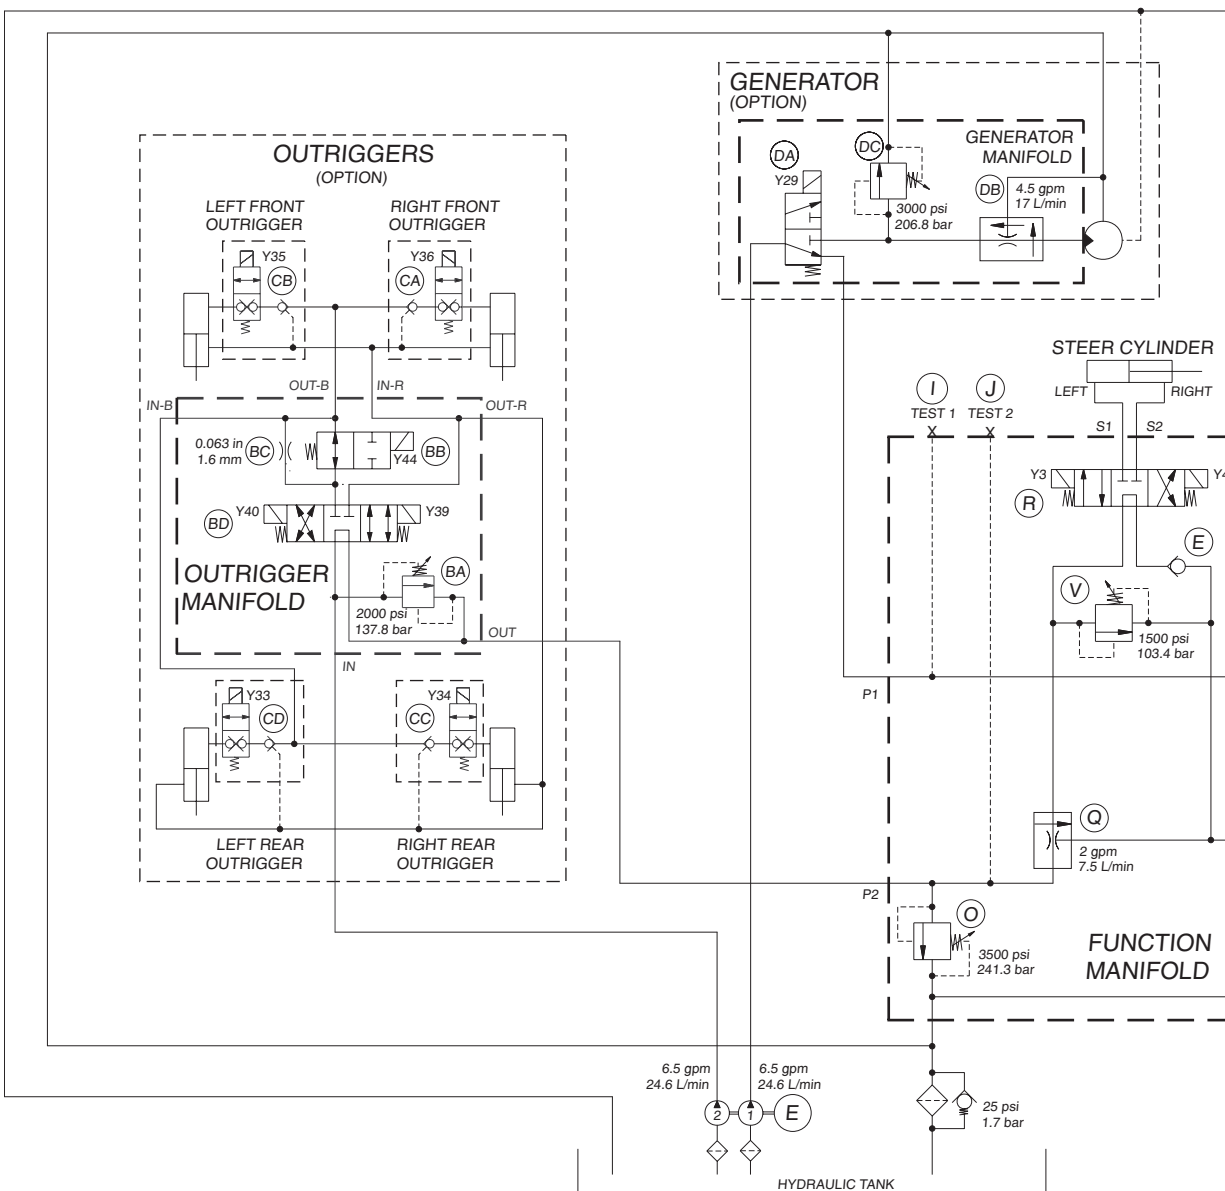 GENERATOR
(OPTION)
GENERATOR
MANIFOLD
DA
Y29
DC
DB
4.5 gpm
17 L/min
3000 psi
206.8 bar
OUTRIGGERS
(OPTION)
LEFT FRONT
OUTRIGGER
RIGHT FRONT
OUTRIGGER
Y35
CB
CA
Y36
OUT-B
IN-R
IN-B
OUT-R
0.063 in
1.6 mm
BC
BB
Y44
BD
Y40
Y39
OUTRIGGER
MANIFOLD
BA
2000 psi
137.8 bar
OUT
IN
Y33
CD
CC
Y34
LEFT REAR
OUTRIGGER
RIGHT REAR
OUTRIGGER
STEER CYLINDER
LEFT
RIGHT
I
TEST 1
J
TEST 2
X
X
S1
S2
Y3
Y4
R
E
V
1500 psi
103.4 bar
P1
Q
2 gpm
7.5 L/min
P2
O
3500 psi
241.3 bar
FUNCTION
MANIFOLD
6.5 gpm
24.6 L/min
6.5 gpm
24.6 L/min
2
1
E
25 psi
1.7 bar
HYDRAULIC TANK